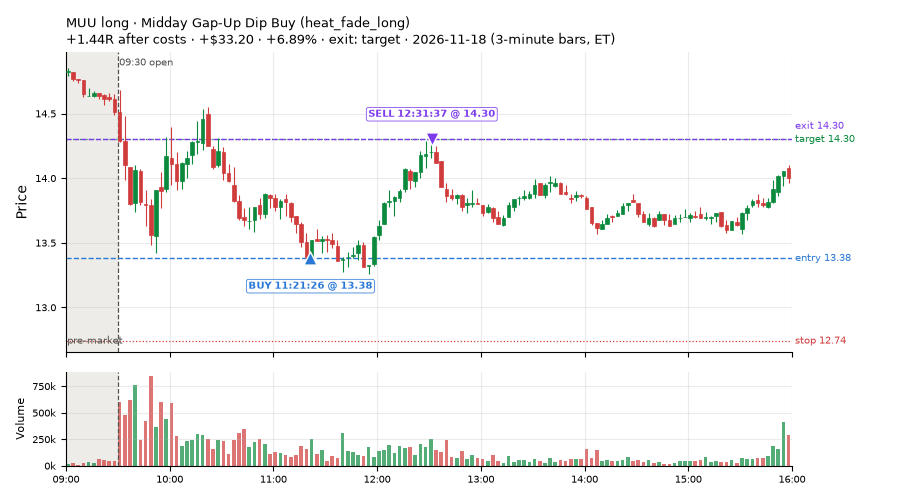 MUU long · Midday Gap-Up Dip Buy (heat_fade_long)
+1.44R after costs · +$33.20 · +6.89% · exit: target · 2026-11-18 (3-minute bars, ET)
09:30 open
SELL 12:31:37 @ 14.30
exit 14.30
target 14.30
BUY 11:21:26 @ 13.38
entry 13.38
pre-market
stop 12.74
Price
14.5
14.0
13.5
13.0
Volume
750k
500k
250k
0k
09:00
10:00
11:00
12:00
13:00
14:00
15:00
16:00